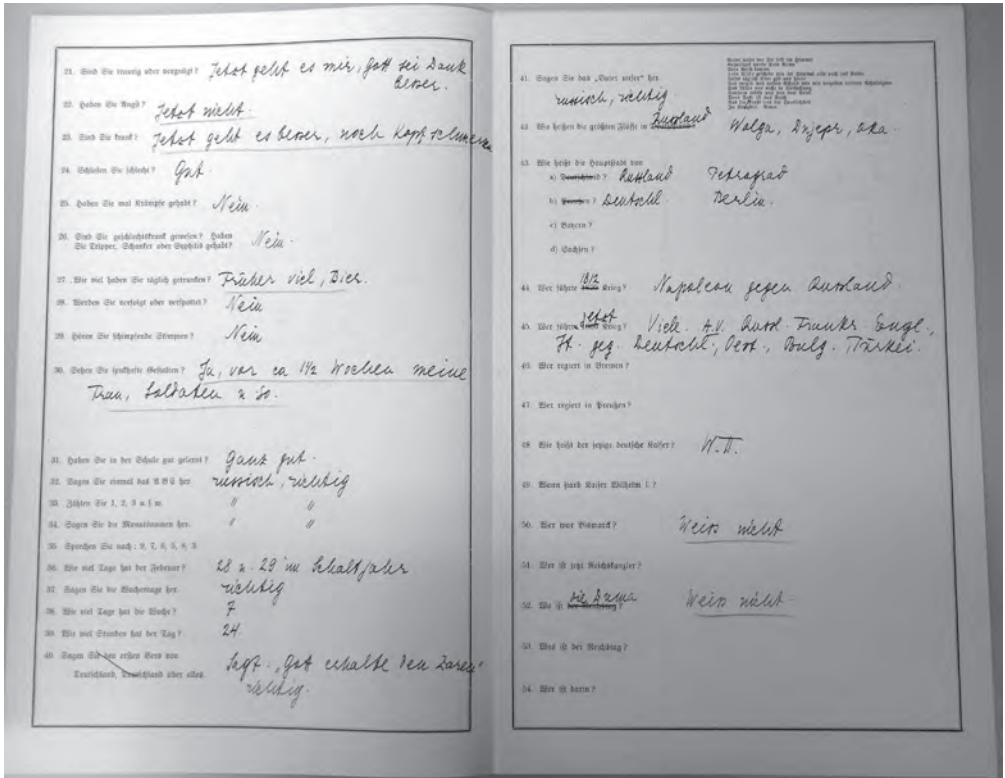 21. Sind Sie traurig oder vergnügt? Jetzt geht es mir, Gott sei Dank
besser.
22. Haben Sie Angst? Jetzt nicht.
23. Sind Sie krank? Jetzt geht es besser, noch Kopfschmerzen
24. Schlafen Sie schlecht? Gut.
25. Haben Sie mal Krämpfe gehabt? Nein.
26. Sind Sie geschlechtskrank gewesen? Haben
Sie Tripper, Schanker oder Syphilis gehabt? Nein.
27. Wie viel haben Sie täglich getrunken? Früher viel, Bier.
28. Werden Sie verfolgt oder verspottet? Nein
29. Hören Sie schimpfende Stimmen? Nein
30. Sehen Sie spukhafte Gestalten? Ja, vor ca 1½ Wochen meine
Frau, Soldaten u so.
31. Haben Sie in der Schule gut gelernt? Ganz gut.
32. Sagen Sie einmal das ABC her. russisch, richtig
33. Zählen Sie 1, 2, 3 u. s. w. " "
34. Sagen Sie die Monatsnamen her. " "
35. Sprechen Sie nach: 9, 7, 6, 5, 8, 3
36. Wie viel Tage hat der Februar? 28 u. 29 im Schaltjahr
37. Sagen Sie die Wochentage her. richtig
38. Wie viel Tage hat die Woche? 7
39. Wie viel Stunden hat der Tag? 24
40. Sagen Sie den ersten Vers von
Deutschland, Deutschland über alles. Sagt "Gott erhalte den Zaren"
richtig.
41. Sagen Sie das „Vater unser“ her.
russisch, richtig
42. Wie heißen die größten Flüsse in Russland Wolga, Dnjepr, Oka.
43. Wie heißt die Hauptstadt von
a) Deutschland? Russland Petrograd
b) Preußen? Deutschl. Berlin.
c) Bayern?
d) Sachsen?
44. Wer führte 1812 Krieg? Napoleon gegen Russland.
45. Wer führte jetzt Krieg? Viele. Russl. Frankr. Engl.,
It. geg. Deutschl., Oest., Bulg. Türkei.
46. Wer regiert in Bremen?
47. Wer regiert in Preußen?
48. Wie heißt der jetzige deutsche Kaiser? W. II.
49. Wann starb Kaiser Wilhelm I.?
50. Wer war Bismarck? Weiss nicht
51. Wer ist jetzt Reichskanzler?
52. Wo ist die Duma? Weiss nicht
53. Was ist der Reichstag?
54. Wer ist darin?